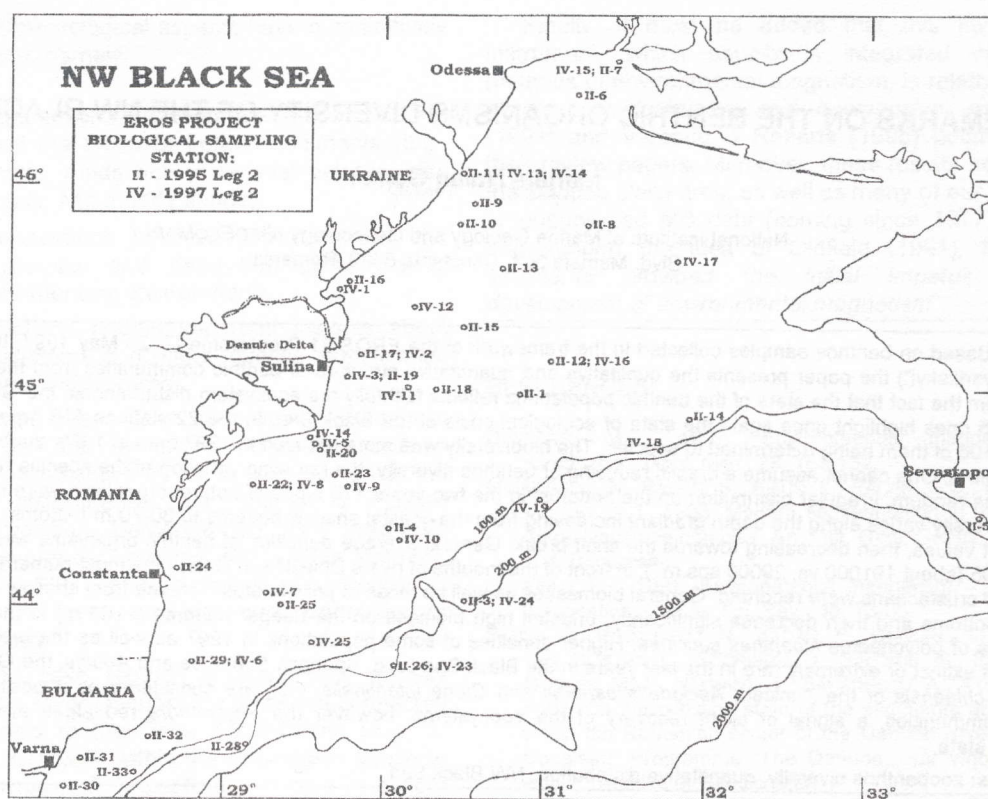 NW BLACK SEA
EROS PROJECT
BIOLOGICAL SAMPLING
STATION:
II - 1995 Leg 2
IV - 1997 Leg 2
Odessa
IV-15; II-7
II-6
46°
UKRAINE
II-11; IV-13; IV-14
II-9
II-10
II-8
II-13
IV-17
II-16
IV-1
IV-12
II-15
Danube Delta
II-17; IV-2
Sulina
45°
IV-3; II-19
II-18
IV-11
II-1
II-14
IV-5
IV-18
II-20
II-23
Sevastopol
ROMANIA
II-22; IV-8
IV-9
IV-19
100 m
II-4
II-5
IV-10
200 m
II-24
Constanta
44°
IV-7
II-25
II-3; IV-24
1500 m
IV-25
II-29; IV-6
II-26; IV-23
BULGARIA
2000 m
II-32
II-28
Varna
II-31
II-33
II-30
29°
30°
31°
32°
33°